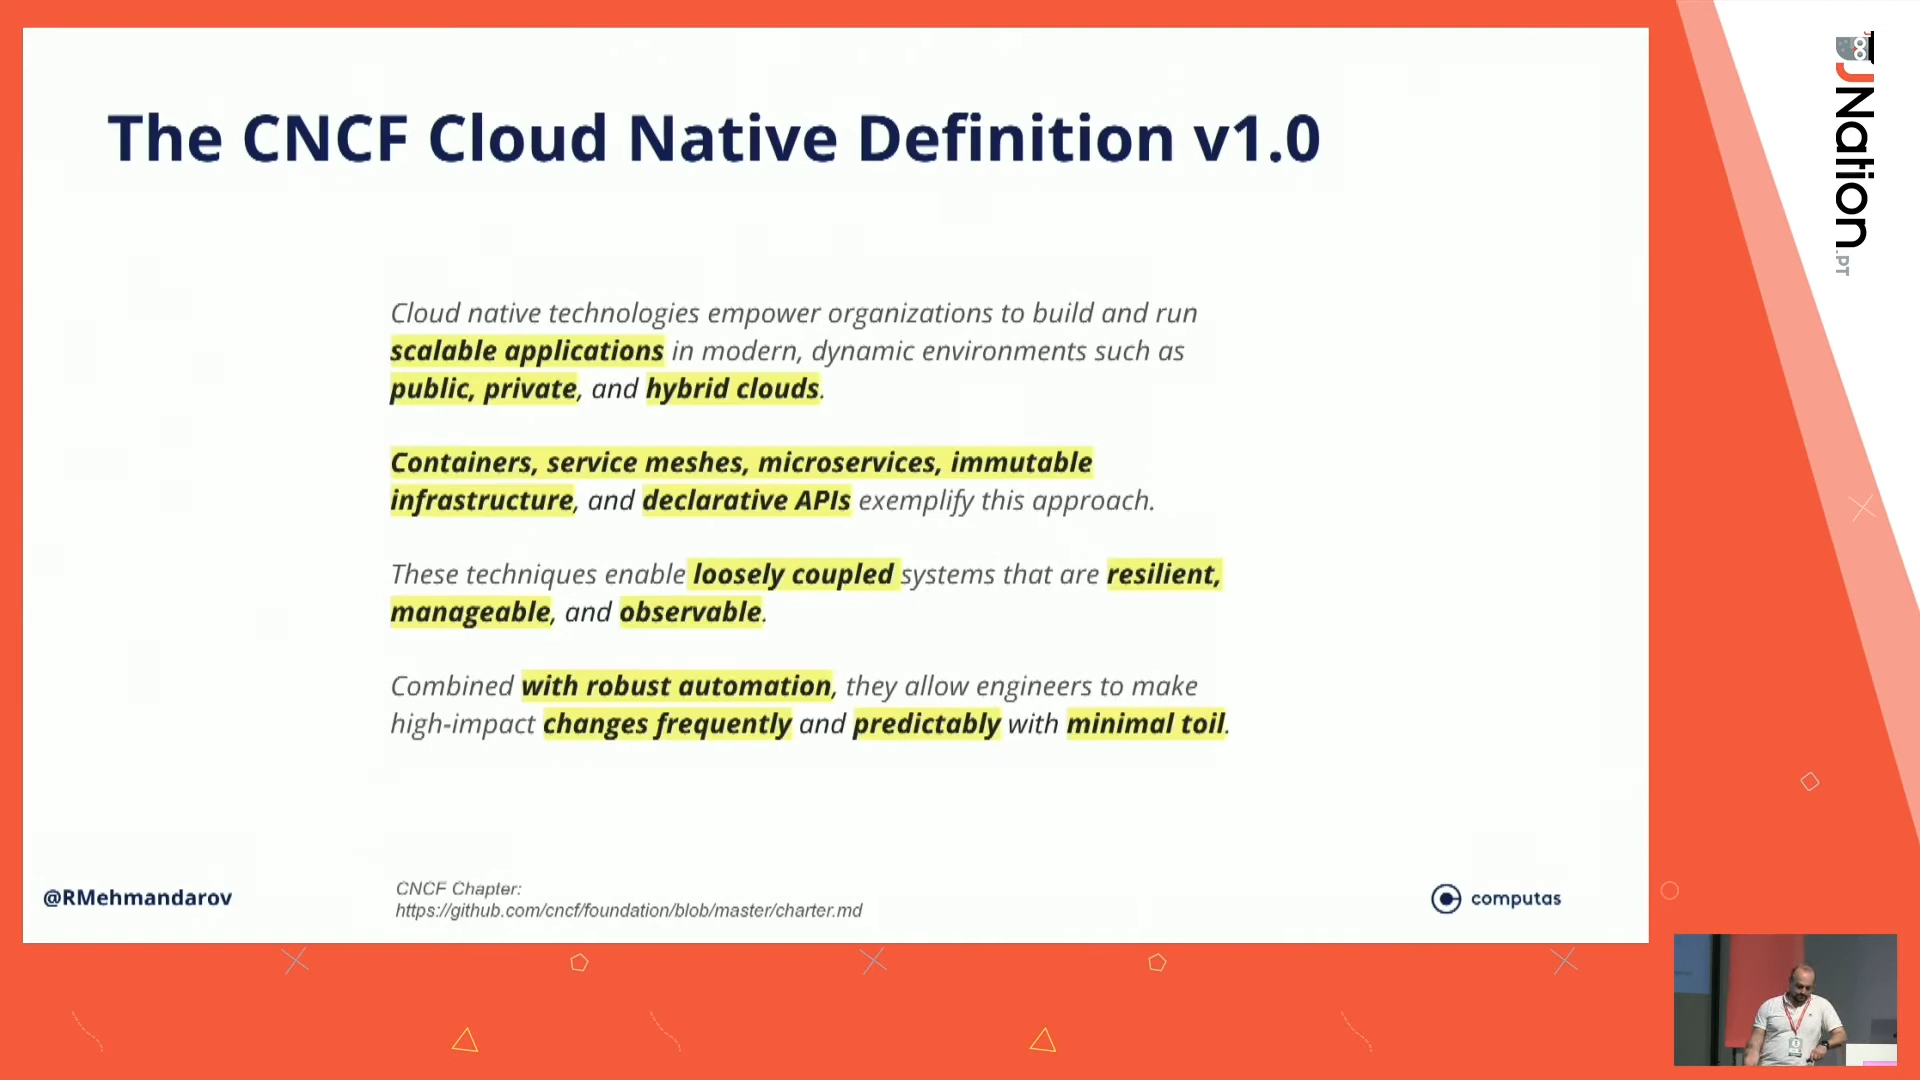 The CNCF Cloud Native Definition v1.0
Cloud native technologies empower organizations to build and run
scalable applications in modern, dynamic environments such as
public, private, and hybrid clouds.
Containers, service meshes, microservices, immutable
infrastructure, and declarative APIs exemplify this approach.
These techniques enable loosely coupled systems that are resilient,
manageable, and observable.
Combined with robust automation, they allow engineers to make
high-impact changes frequently and predictably with minimal toil.
@RMehmandarov
CNCF Chapter:
https://github.com/cncf/foundation/blob/master/charter.md
computas
JNation
.PT